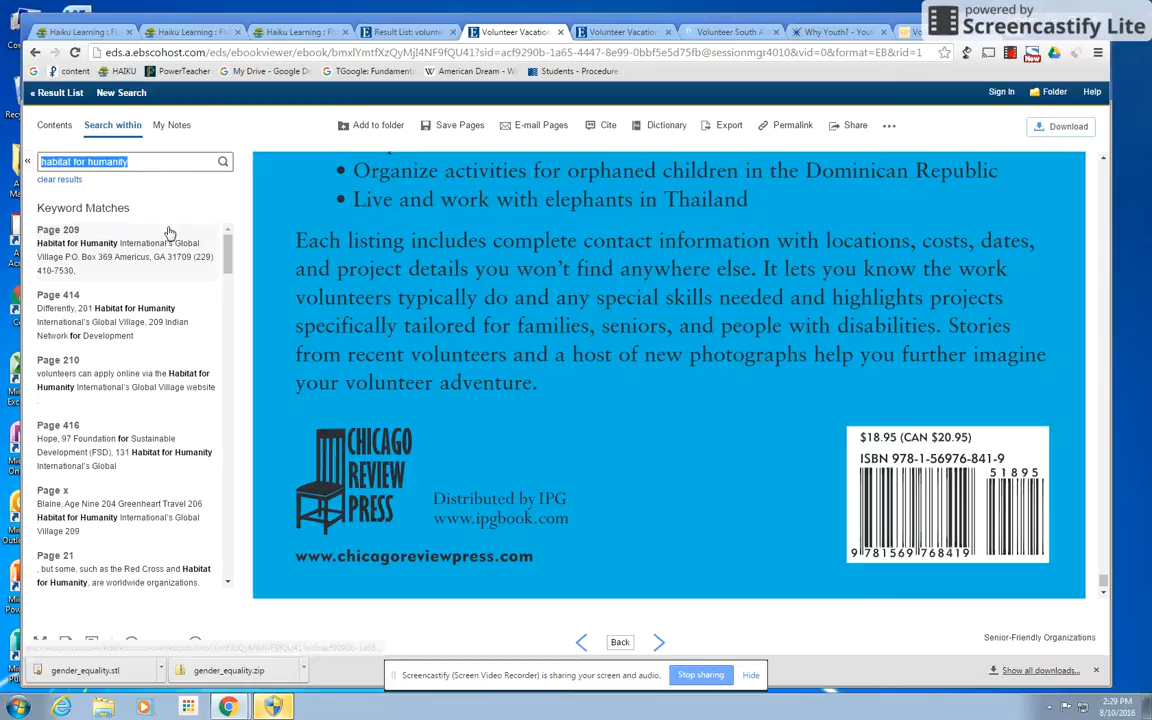 powered by
Screencastify Lite
Haiku Learning : Fi
Haiku Learning : Fi
Haiku Learning : Fi
Result List: volunte
Volunteer Vacation
Volunteer Vacation
Volunteer South A
Why Youth? - Yout
eds.a.ebscohost.com/eds/ebookviewer/ebook/bmxlYmtfXzQyMjI4NF9fQU41?sid=acf9290b-1a65-4447-8e99-0bbf5e5d75fb@sessionmgr4010&vid=0&format=EB&rid=1
content
HAIKU
PowerTeacher
My Drive - Google D
TGoogle: Fundament
American Dream - W
Students - Procedure
New
« Result List
New Search
Sign In
Folder
Help
Contents
Search within
My Notes
Add to folder
Save Pages
E-mail Pages
Cite
Dictionary
Export
Permalink
Share
Download
habitat for humanity
clear results
Keyword Matches
Page 209
Habitat for Humanity International's Global
Village P.O. Box 369 Americus, GA 31709 (229)
410-7530,
Page 414
Differently, 201 Habitat for Humanity
International's Global Village, 209 Indian
Network for Development
Page 210
volunteers can apply online via the Habitat for
Humanity International's Global Village website
.
Page 416
Hope, 97 Foundation for Sustainable
Development (FSD), 131 Habitat for Humanity
International's Global
Page x
Blaine, Age Nine 204 Greenheart Travel 206
Habitat for Humanity International's Global
Village 209
Page 21
, but some, such as the Red Cross and Habitat
for Humanity, are worldwide organizations.
• Organize activities for orphaned children in the Dominican Republic
• Live and work with elephants in Thailand
Each listing includes complete contact information with locations, costs, dates,
and project details you won't find anywhere else. It lets you know the work
volunteers typically do and any special skills needed and highlights projects
specifically tailored for families, seniors, and people with disabilities. Stories
from recent volunteers and a host of new photographs help you further imagine
your volunteer adventure.
CHICAGO
REVIEW
PRESS
Distributed by IPG
www.ipgbook.com
www.chicagoreviewpress.com
$18.95 (CAN $20.95)
ISBN 978-1-56976-841-9
51895
9 781569 768419
Back
Senior-Friendly Organizations
gender_equality.stl
gender_equality.zip
Screencastify (Screen Video Recorder) is sharing your screen and audio.
Stop sharing
Hide
Show all downloads...
2:29 PM
8/10/2016